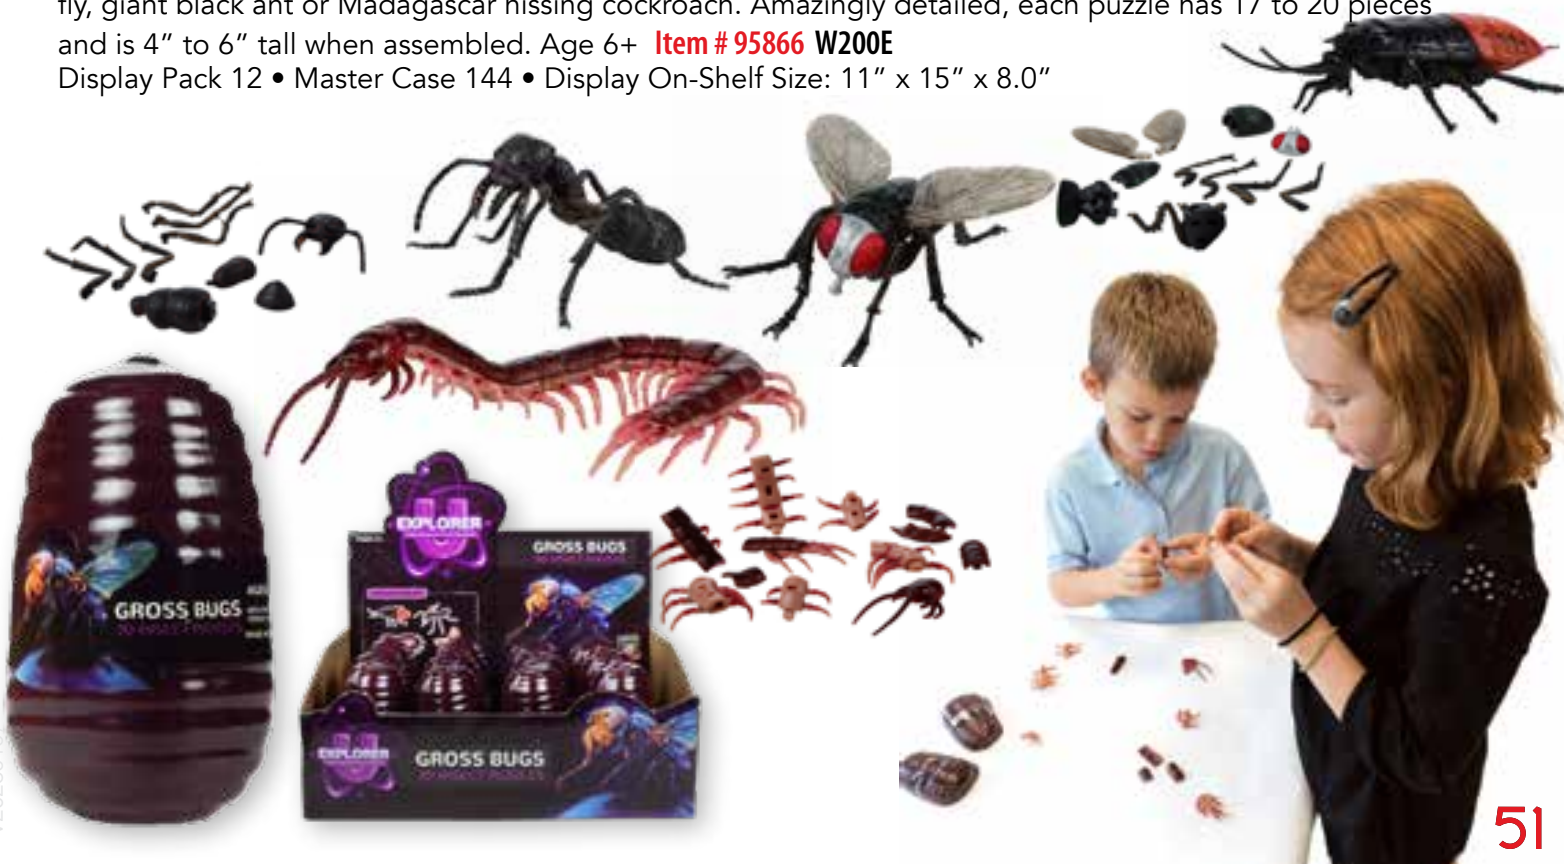 fly, giant black ant or Madagascar hissing cockroach. Amazingly detailed, each puzzle has 17 to 20 pieces
and is 4” to 6” tall when assembled. Age 6+ Item # 95866 W200E
Display Pack 12 • Master Case 144 • Display On-Shelf Size: 11” x 15” x 8.0”
GROSS BUGS
EXPLORER
U
GROSS BUGS
EXPLORER
U
GROSS BUGS
51